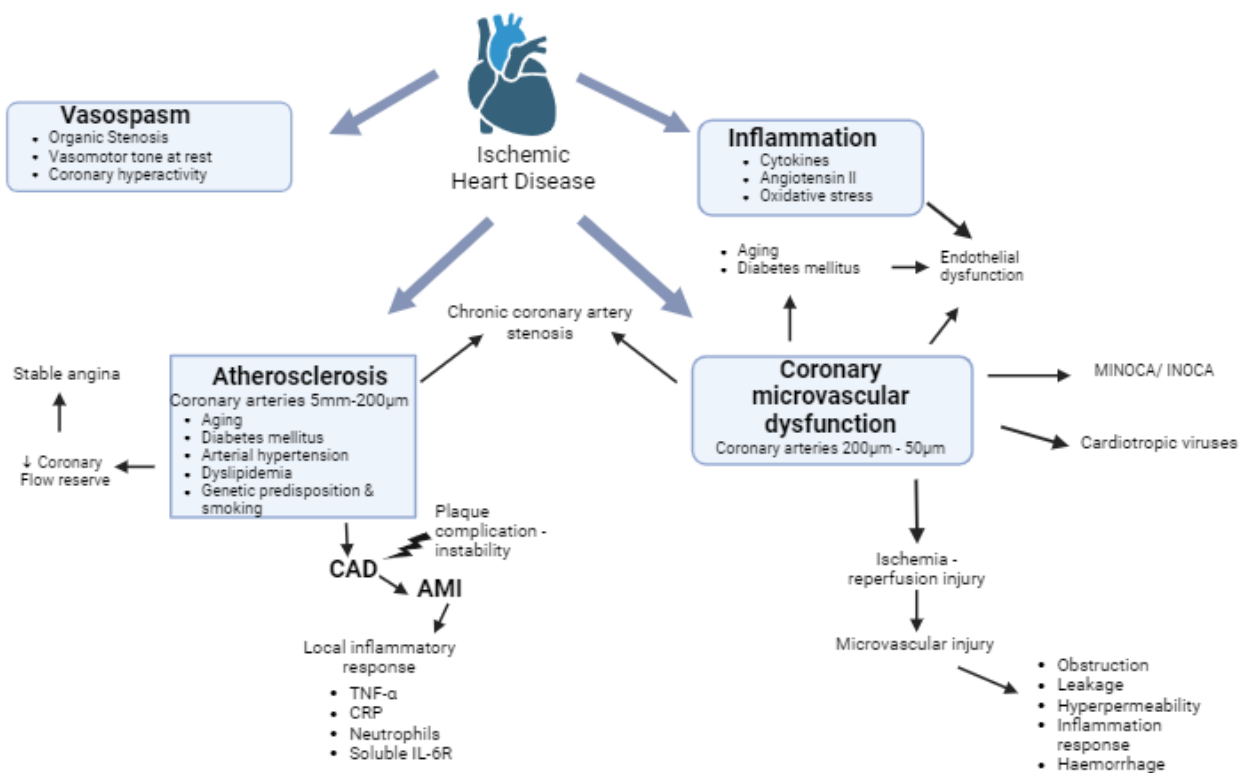 Ischemic
Heart Disease
Vasospasm
• Organic Stenosis
• Vasomotor tone at rest
• Coronary hyperactivity
Inflammation
• Cytokines
• Angiotensin II
• Oxidative stress
• Aging
• Diabetes mellitus
Endothelial
dysfunction
Chronic coronary artery
stenosis
Stable angina
↓ Coronary
Flow reserve
Atherosclerosis
Coronary arteries 5mm-200μm
• Aging
• Diabetes mellitus
• Arterial hypertension
• Dyslipidemia
• Genetic predisposition &
smoking
Coronary
microvascular
dysfunction
Coronary arteries 200μm - 50μm
MINOCA/ INOCA
Cardiotropic viruses
Plaque
complication -
instability
CAD
AMI
Local inflammatory
response
• TNF-α
• CRP
• Neutrophils
• Soluble IL-6R
Ischemia -
reperfusion injury
Microvascular injury
• Obstruction
• Leakage
• Hyperpermeability
• Inflammation
response
• Haemorrhage